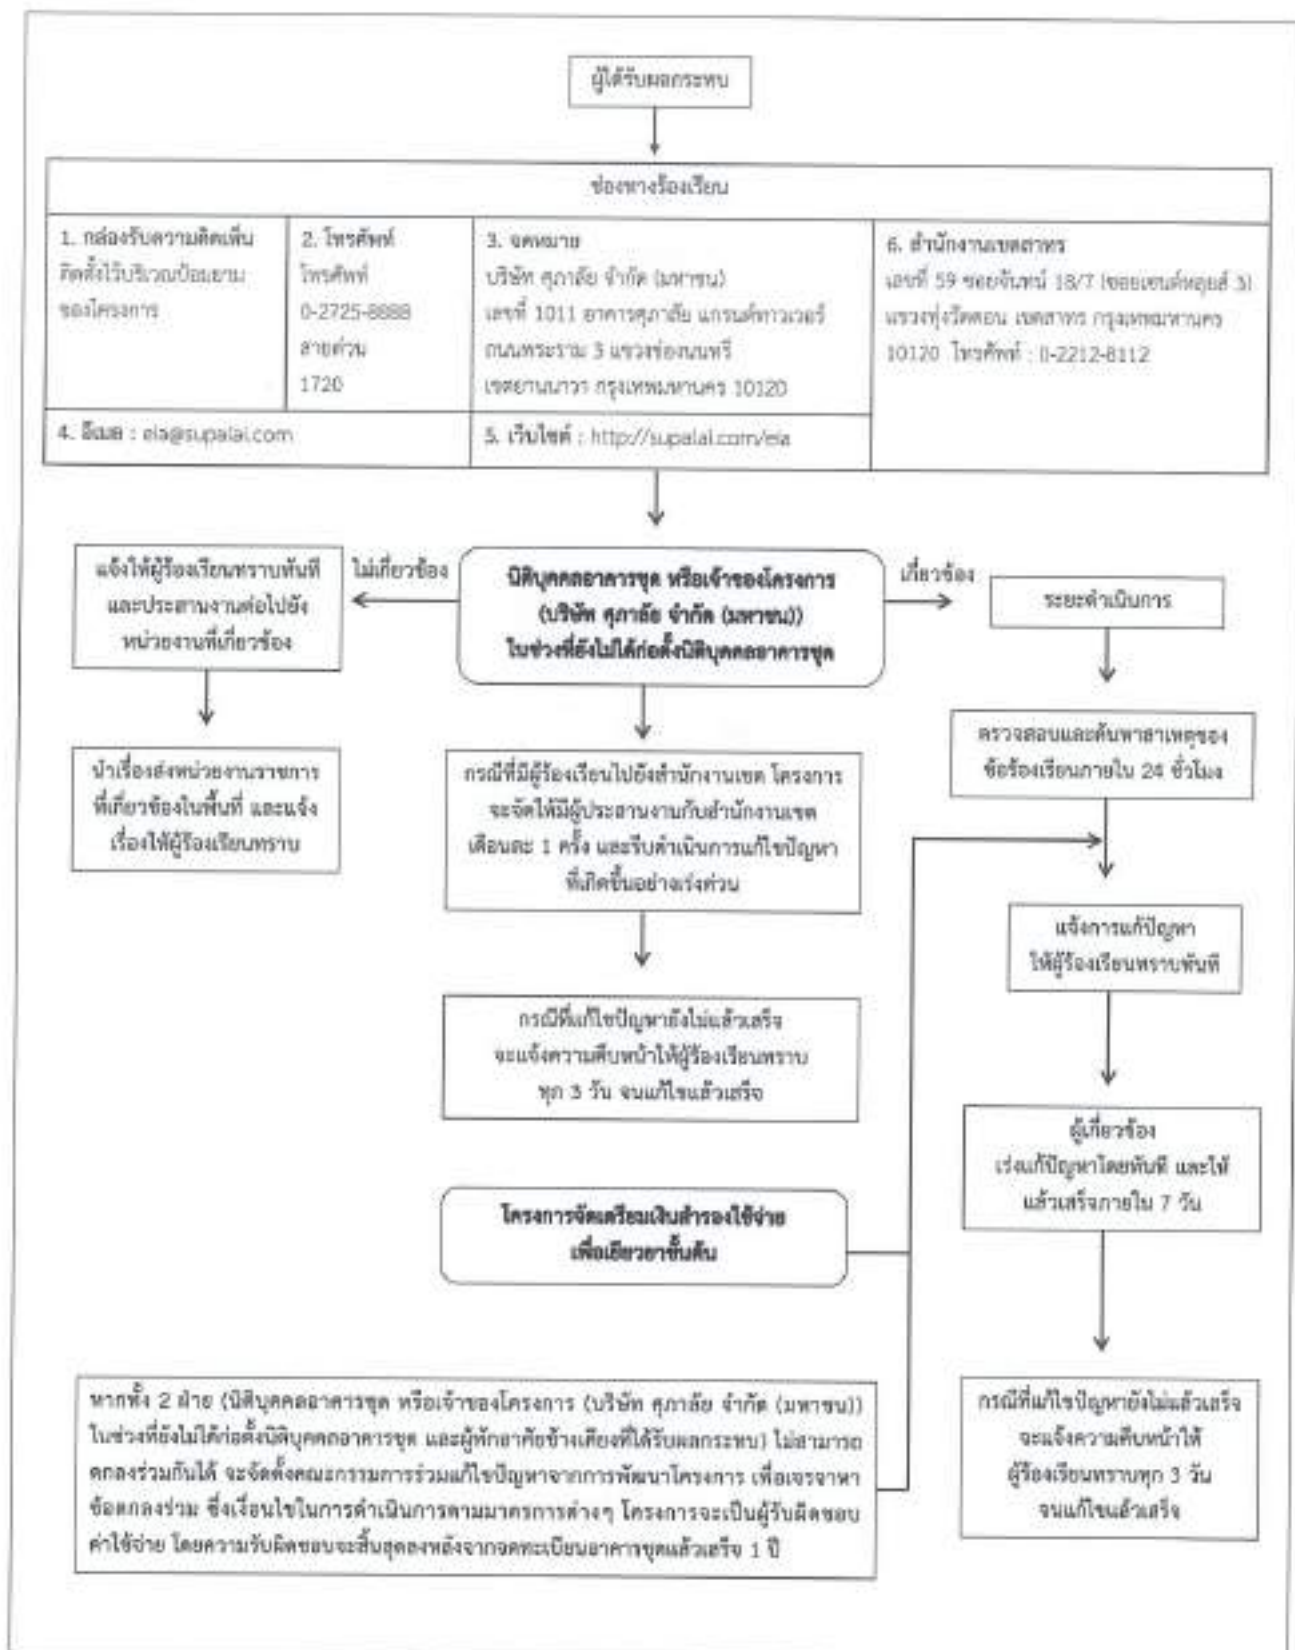 ผู้ได้รับผลกระทบ
ช่องทางร้องเรียน
1. กล่องรับความคิดเห็น
ติดตั้งไว้บริเวณป้อมยาม
ของโครงการ
2. โทรศัพท์
โทรศัพท์
0-2725-8888
สายด่วน
1720
3. จดหมาย
บริษัท ศุภาลัย จำกัด (มหาชน)
เลขที่ 1011 อาคารศุภาลัย แกรนด์ทาวเวอร์
ถนนพระราม 3 แขวงช่องนนทรี
เขตยานนาวา กรุงเทพมหานคร 10120
6. สำนักงานเขตสาทร
เลขที่ 59 ซอยจันทน์ 18/7 (ซอยเซนต์หลุยส์ 3)
แขวงทุ่งวัดดอน เขตสาทร กรุงเทพมหานคร
10120 โทรศัพท์ : 0-2212-8112
4. อีเมล : eia@supalai.com
5. เว็บไซต์ : http://supalai.com/eia
แจ้งให้ผู้ร้องเรียนทราบทันที
และประสานงานต่อไปยัง
หน่วยงานที่เกี่ยวข้อง
ไม่เกี่ยวข้อง
นิติบุคคลอาคารชุด หรือเจ้าของโครงการ
(บริษัท ศุภาลัย จำกัด (มหาชน))
ในช่วงที่ยังไม่ได้ก่อตั้งนิติบุคคลอาคารชุด
เกี่ยวข้อง
ระยะดำเนินการ
นำเรื่องส่งหน่วยงานราชการ
ที่เกี่ยวข้องในพื้นที่ และแจ้ง
เรื่องให้ผู้ร้องเรียนทราบ
กรณีที่มีผู้ร้องเรียนไปยังสำนักงานเขต โครงการ
จะจัดให้มีผู้ประสานงานกับสำนักงานเขต
เดือนละ 1 ครั้ง และรีบดำเนินการแก้ไขปัญหา
ที่เกิดขึ้นอย่างเร่งด่วน
ตรวจสอบและค้นหาสาเหตุของ
ข้อร้องเรียนภายใน 24 ชั่วโมง
แจ้งการแก้ปัญหา
ให้ผู้ร้องเรียนทราบทันที
กรณีที่แก้ไขปัญหายังไม่แล้วเสร็จ
จะแจ้งความคืบหน้าให้ผู้ร้องเรียนทราบ
ทุก 3 วัน จนแก้ไขแล้วเสร็จ
ผู้เกี่ยวข้อง
เร่งแก้ปัญหาโดยทันที และให้
แล้วเสร็จภายใน 7 วัน
โครงการจัดเตรียมเงินสำรองใช้จ่าย
เพื่อเยียวยาขั้นต้น
หากทั้ง 2 ฝ่าย (นิติบุคคลอาคารชุด หรือเจ้าของโครงการ (บริษัท ศุภาลัย จำกัด (มหาชน))
ในช่วงที่ยังไม่ได้ก่อตั้งนิติบุคคลอาคารชุด และผู้พักอาศัยข้างเคียงที่ได้รับผลกระทบ) ไม่สามารถ
ตกลงร่วมกันได้ จะจัดตั้งคณะกรรมการร่วมแก้ไขปัญหาจากการพัฒนาโครงการ เพื่อเจรจาหา
ข้อตกลงร่วม ซึ่งเงื่อนไขในการดำเนินการตามมาตรการต่างๆ โครงการจะเป็นผู้รับผิดชอบ
ค่าใช้จ่าย โดยความรับผิดชอบจะสิ้นสุดลงหลังจากจดทะเบียนอาคารชุดแล้วเสร็จ 1 ปี
กรณีที่แก้ไขปัญหายังไม่แล้วเสร็จ
จะแจ้งความคืบหน้าให้
ผู้ร้องเรียนทราบทุก 3 วัน
จนแก้ไขแล้วเสร็จ